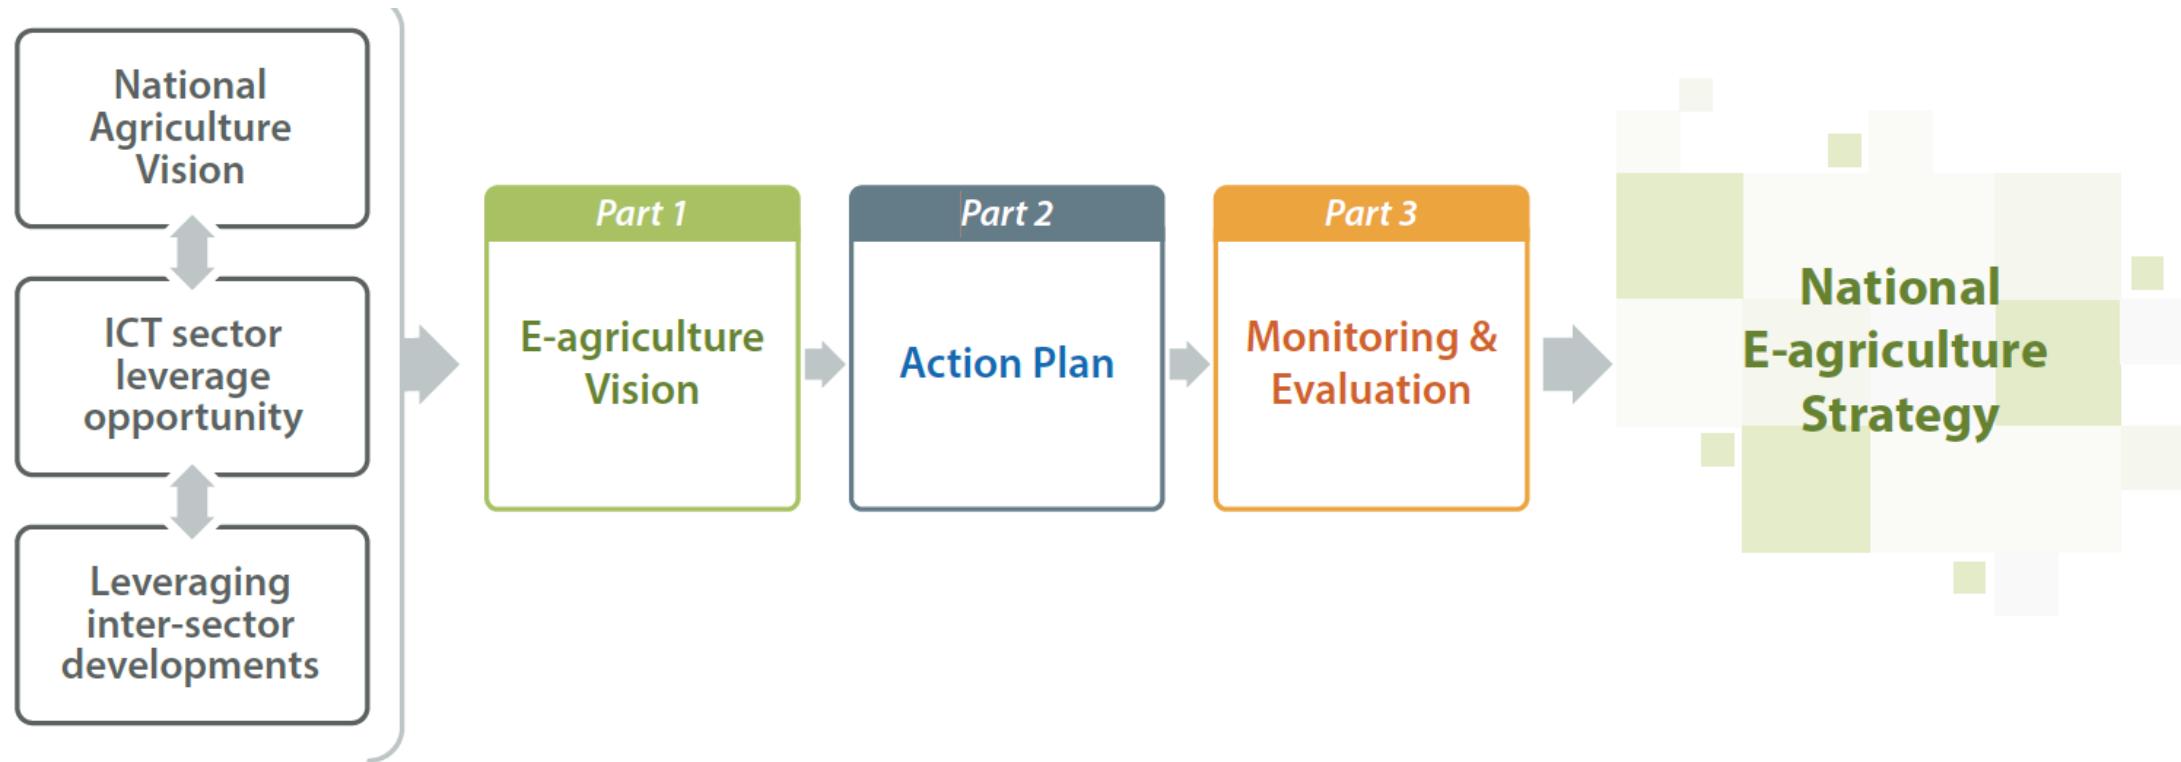 National
Agriculture
Vision
ICT sector
leverage
opportunity
Leveraging
inter-sector
developments
Part 1
E-agriculture
Vision
Part 2
Action Plan
Part 3
Monitoring &
Evaluation
National
E-agriculture
Strategy